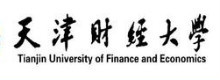 天津财经大学
Tianjin University of Finance and Economics